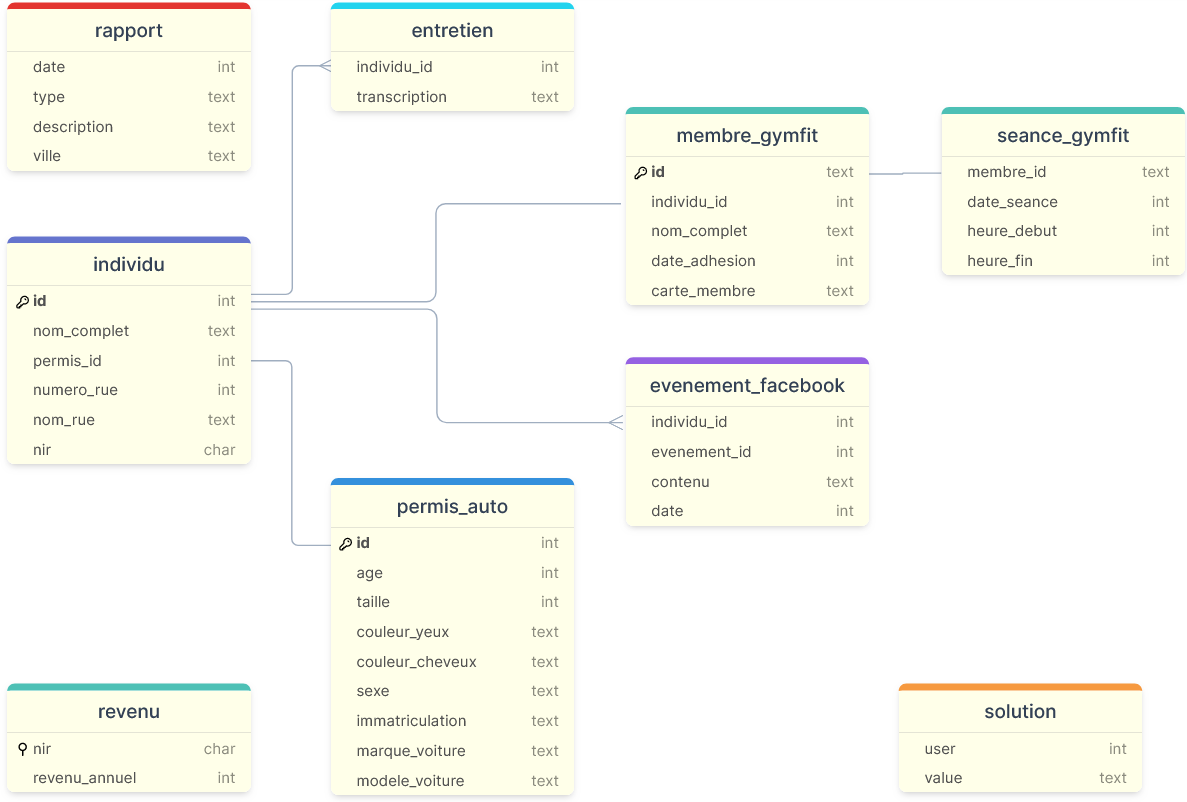 rapport
date int
type text
description text
ville text
entretien
individu_id int
transcription text
membre_gymfit
id text
individu_id int
nom_complet text
date_adhesion int
carte_membre text
seance_gymfit
membre_id text
date_seance int
heure_debut int
heure_fin int
individu
id int
nom_complet text
permis_id int
numero_rue int
nom_rue text
nir char
evenement_facebook
individu_id int
evenement_id int
contenu text
date int
permis_auto
id int
age int
taille int
couleur_yeux text
couleur_cheveux text
sexe text
immatriculation text
marque_voiture text
modele_voiture text
revenu
nir char
revenu_annuel int
solution
user int
value text